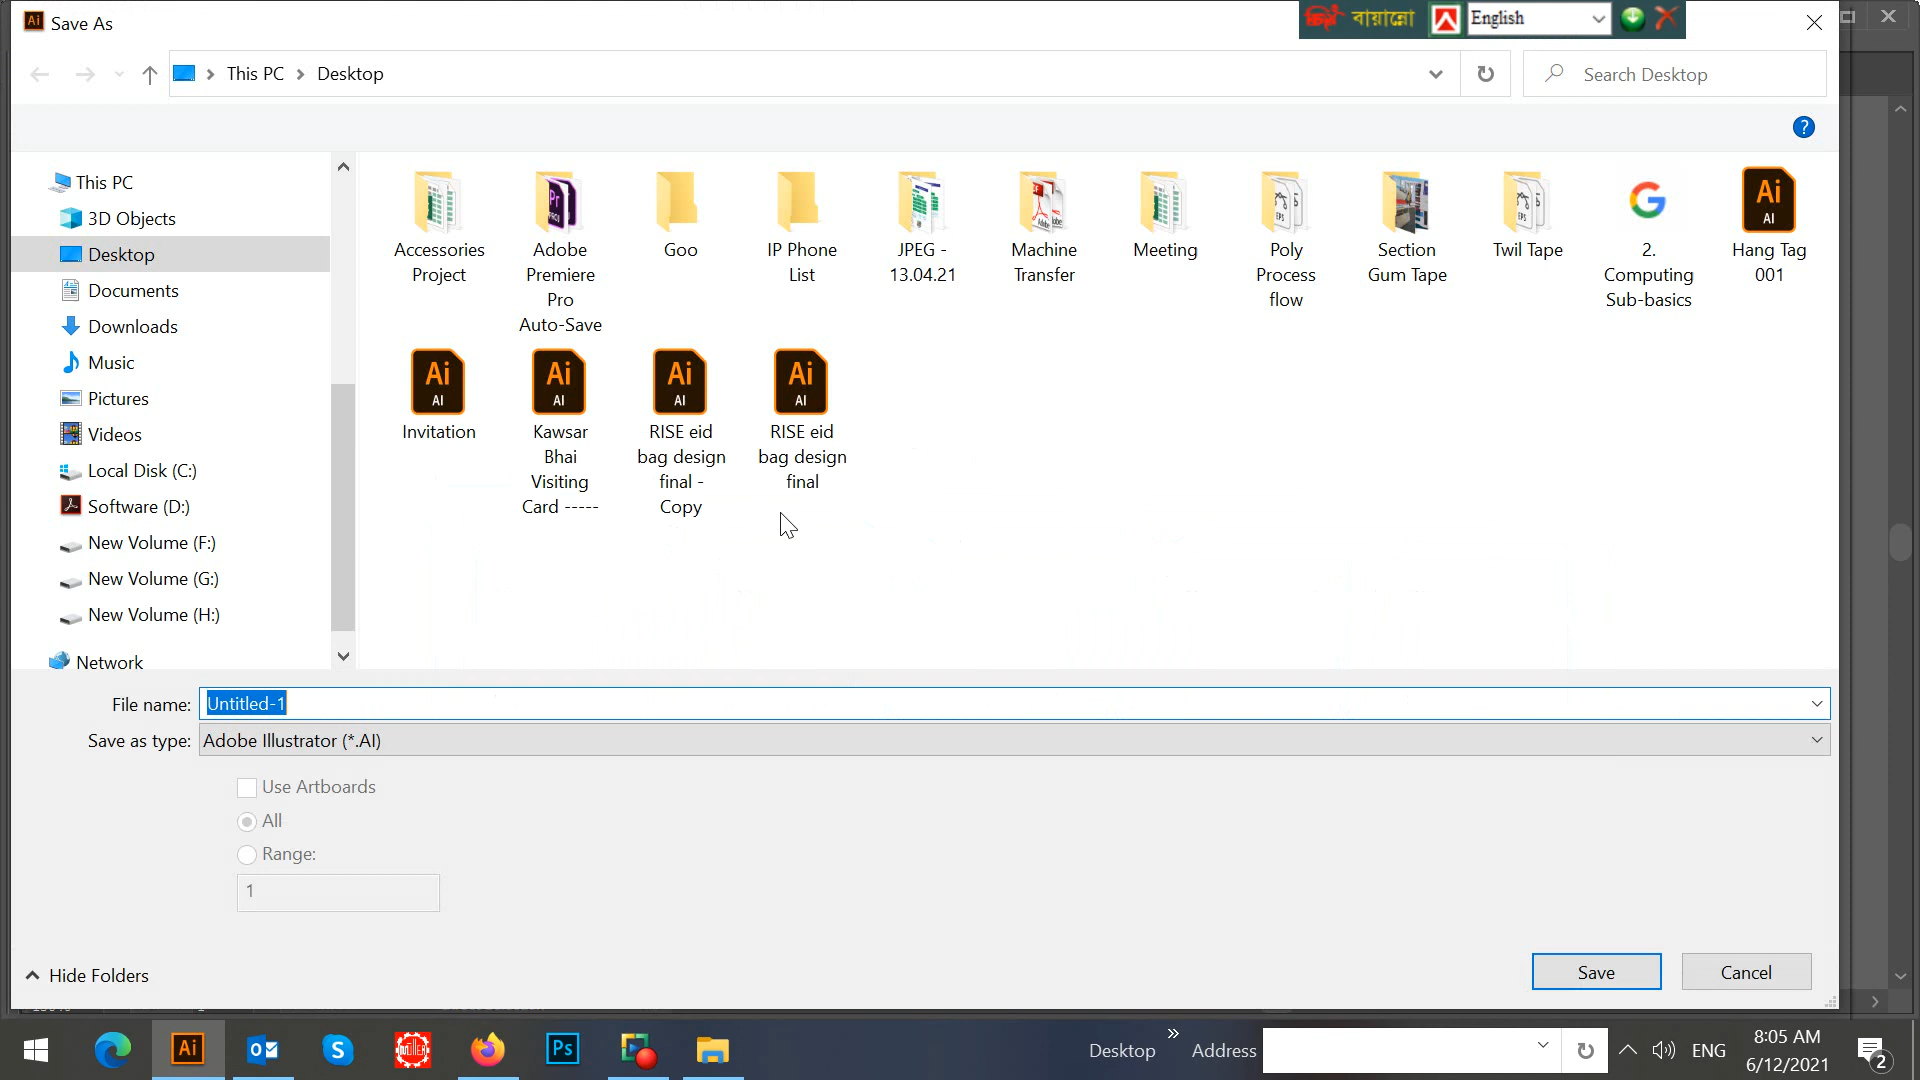 Ai Save As
বায়ান্নো
English
This PC > Desktop
Search Desktop
?
This PC
3D Objects
Desktop
Documents
Downloads
Music
Pictures
Videos
Local Disk (C:)
Software (D:)
New Volume (F:)
New Volume (G:)
New Volume (H:)
Network
Accessories
Project
Adobe
Premiere
Pro
Auto-Save
Goo
IP Phone
List
JPEG -
13.04.21
Machine
Transfer
Meeting
Poly
Process
flow
Section
Gum Tape
Twil Tape
2.
Computing
Sub-basics
Ai
AI
Hang Tag
001
Ai
AI
Invitation
Ai
AI
Kawsar
Bhai
Visiting
Card -----
Ai
AI
RISE eid
bag design
final -
Copy
Ai
AI
RISE eid
bag design
final
File name: Untitled-1
Save as type: Adobe Illustrator (*.AI)
Use Artboards
All
Range:
1
Hide Folders
Save
Cancel
Ai
S
Ps
Desktop
Address
ENG
8:05 AM
6/12/2021
2